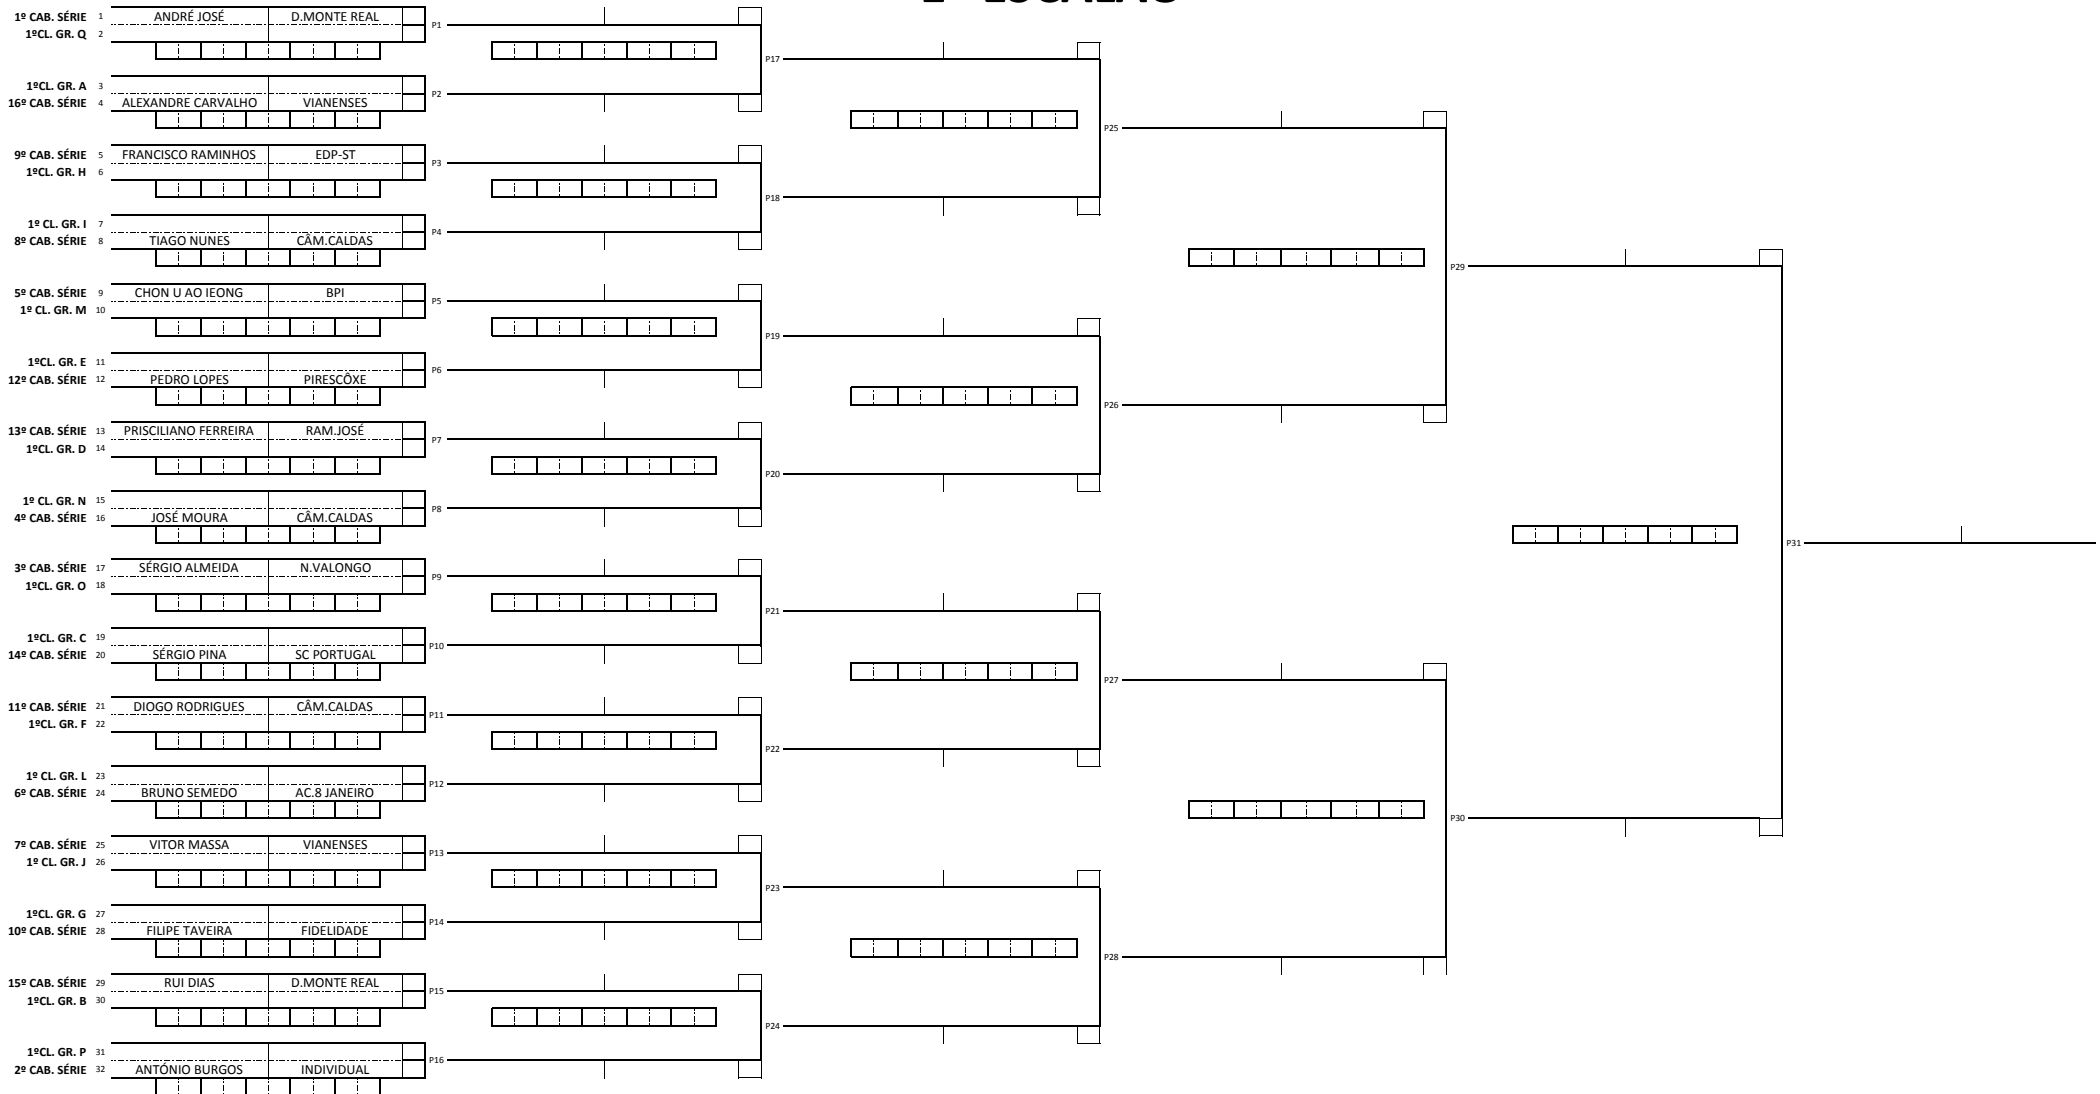 1º CAB. SÉRIE 1 ANDRÉ JOSÉ D.MONTE REAL
P1
1ºCL. GR. Q 2
P17
1ºCL. GR. A 3
P2
16º CAB. SÉRIE 4 ALEXANDRE CARVALHO VIANENSES
P25
9º CAB. SÉRIE 5 FRANCISCO RAMINHOS EDP-ST
P3
1ºCL. GR. H 6
P18
1º CL. GR. I 7
P4
8º CAB. SÉRIE 8 TIAGO NUNES CÂM.CALDAS
P29
5º CAB. SÉRIE 9 CHON U AO IEONG BPI
P5
1º CL. GR. M 10
P19
1ºCL. GR. E 11
P6
12º CAB. SÉRIE 12 PEDRO LOPES PIRESCÔXE
P26
13º CAB. SÉRIE 13 PRISCILIANO FERREIRA RAM.JOSÉ
P7
1ºCL. GR. D 14
P20
1º CL. GR. N 15
P8
4º CAB. SÉRIE 16 JOSÉ MOURA CÂM.CALDAS
P31
3º CAB. SÉRIE 17 SÉRGIO ALMEIDA N.VALONGO
P9
1ºCL. GR. O 18
P21
1ºCL. GR. C 19
P10
14º CAB. SÉRIE 20 SÉRGIO PINA SC PORTUGAL
P27
11º CAB. SÉRIE 21 DIOGO RODRIGUES CÂM.CALDAS
P11
1ºCL. GR. F 22
P22
1º CL. GR. L 23
P12
6º CAB. SÉRIE 24 BRUNO SEMEDO AC.8 JANEIRO
P30
7º CAB. SÉRIE 25 VITOR MASSA VIANENSES
P13
1º CL. GR. J 26
P23
1ºCL. GR. G 27
P14
10º CAB. SÉRIE 28 FILIPE TAVEIRA FIDELIDADE
P28
15º CAB. SÉRIE 29 RUI DIAS D.MONTE REAL
P15
1ºCL. GR. B 30
P24
1ºCL. GR. P 31
P16
2º CAB. SÉRIE 32 ANTÓNIO BURGOS INDIVIDUAL